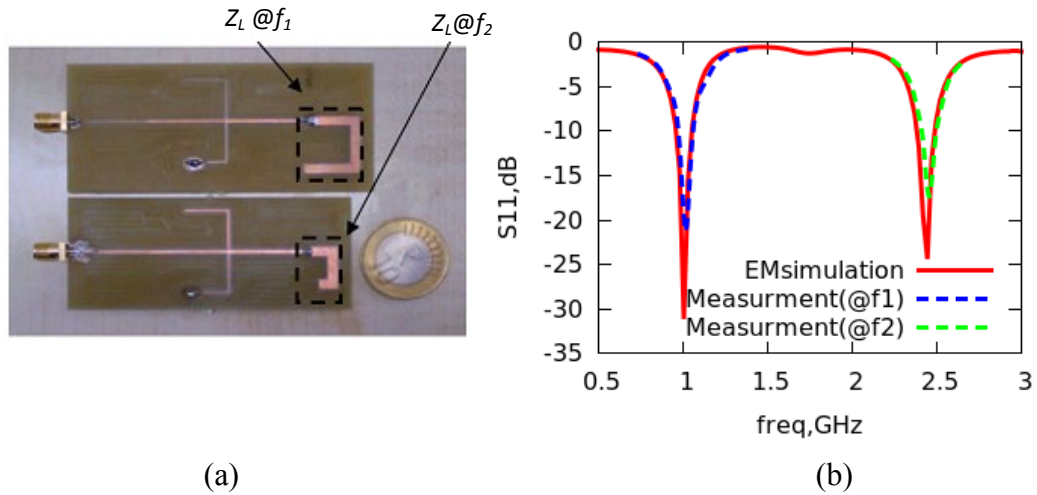 Z_L @f_1
Z_L@f_2
S11,dB
0
-5
-10
-15
-20
-25
-30
-35
EMsimulation
Measurment(@f1)
Measurment(@f2)
0.5 1 1.5 2 2.5 3
freq,GHz
(a) (b)